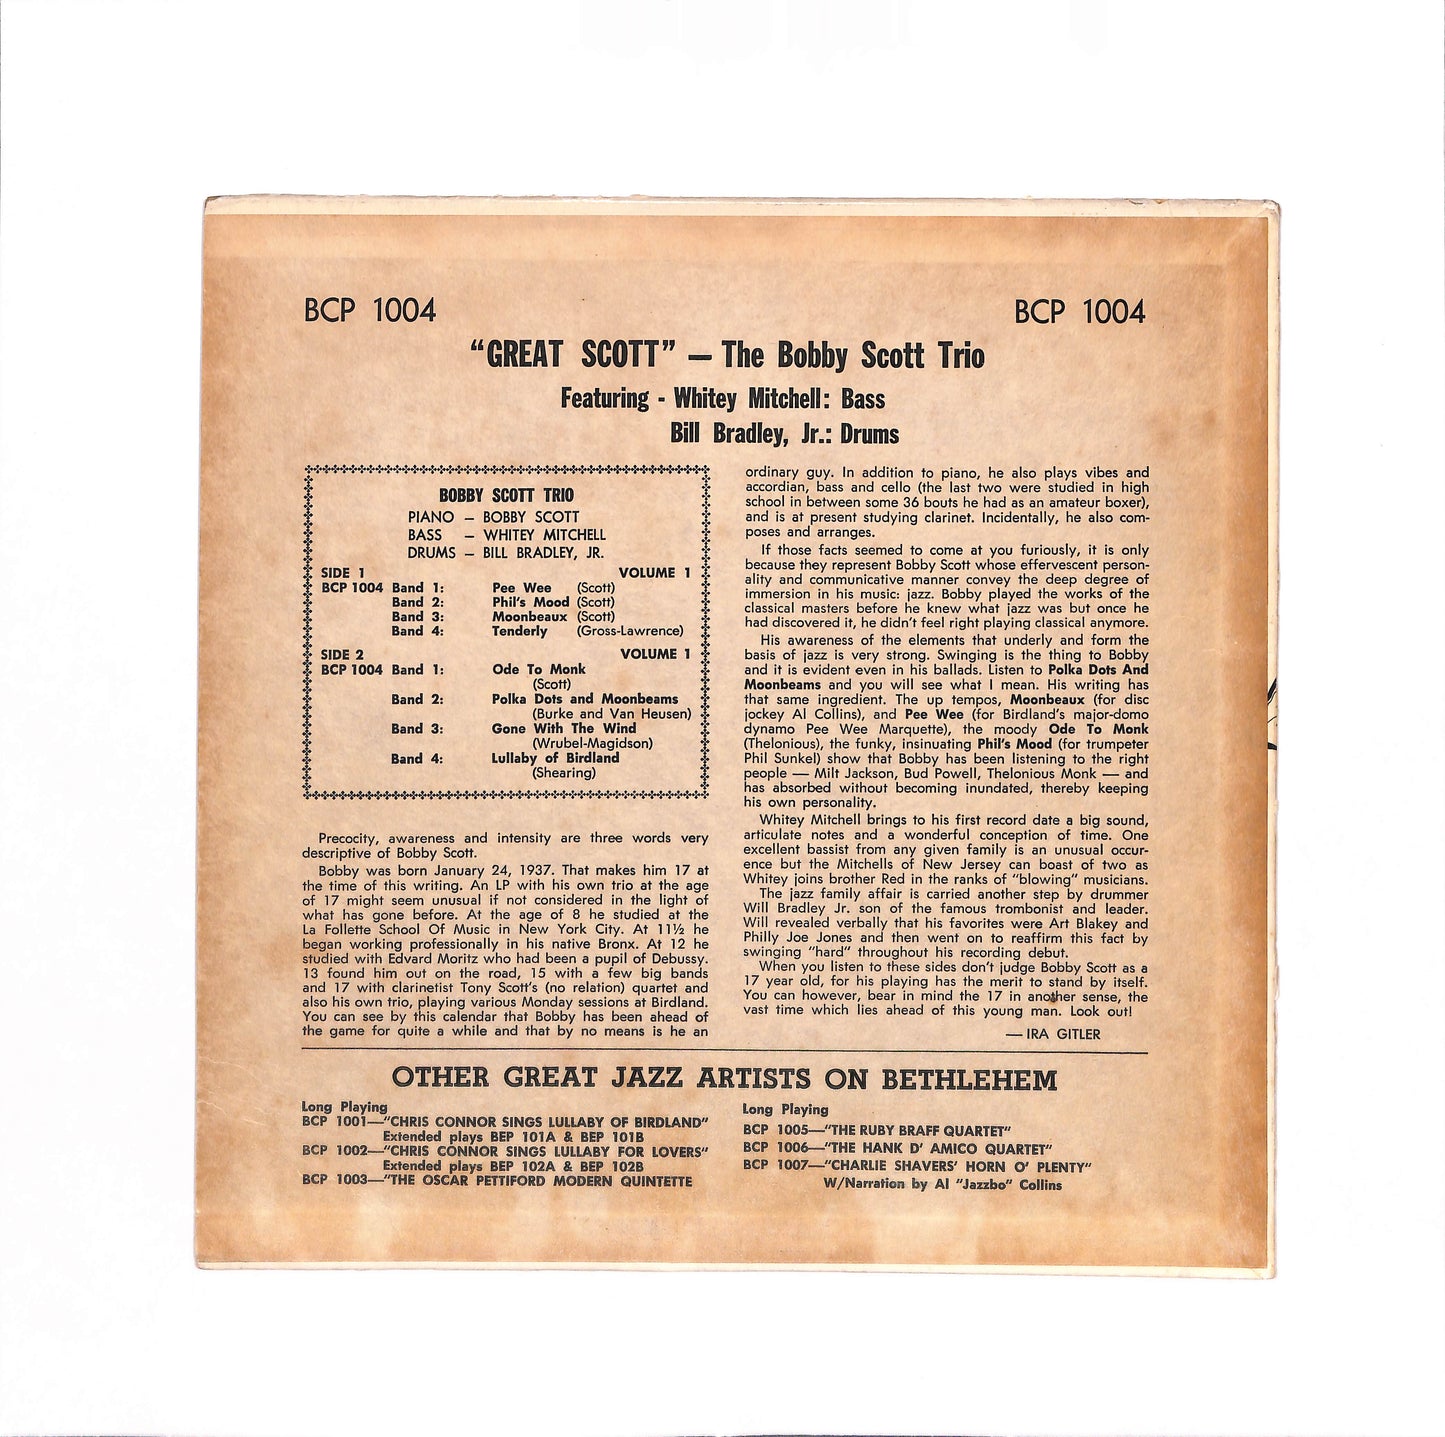 BCP 1004 BCP 1004
“GREAT SCOTT” — The Bobby Scott Trio
Featuring - Whitey Mitchell: Bass
Bill Bradley, Jr.: Drums
BOBBY SCOTT TRIO
PIANO — BOBBY SCOTT
BASS — WHITEY MITCHELL
DRUMS — BILL BRADLEY, JR.
SIDE 1 VOLUME 1
BCP 1004 Band 1: Pee Wee (Scott)
Band 2: Phil's Mood (Scott)
Band 3: Moonbeaux (Scott)
Band 4: Tenderly (Gross-Lawrence)
SIDE 2 VOLUME 1
BCP 1004 Band 1: Ode To Monk
(Scott)
Band 2: Polka Dots and Moonbeams
(Burke and Van Heusen)
Band 3: Gone With The Wind
(Wrubel-Magidson)
Band 4: Lullaby of Birdland
(Shearing)
Precocity, awareness and intensity are three words very
descriptive of Bobby Scott.
Bobby was born January 24, 1937. That makes him 17 at
the time of this writing. An LP with his own trio at the age
of 17 might seem unusual if not considered in the light of
what has gone before. At the age of 8 he studied at the
La Follette School Of Music in New York City. At 11½ he
began working professionally in his native Bronx. At 12 he
studied with Edvard Moritz who had been a pupil of Debussy.
13 found him out on the road, 15 with a few big bands
and 17 with clarinetist Tony Scott's (no relation) quartet and
also his own trio, playing various Monday sessions at Birdland.
You can see by this calendar that Bobby has been ahead of
the game for quite a while and that by no means is he an
ordinary guy. In addition to piano, he also plays vibes and
accordian, bass and cello (the last two were studied in high
school in between some 36 bouts he had as an amateur boxer),
and is at present studying clarinet. Incidentally, he also com-
poses and arranges.
If those facts seemed to come at you furiously, it is only
because they represent Bobby Scott whose effervescent person-
ality and communicative manner convey the deep degree of
immersion in his music: jazz. Bobby played the works of the
classical masters before he knew what jazz was but once he
had discovered it, he didn't feel right playing classical anymore.
His awareness of the elements that underly and form the
basis of jazz is very strong. Swinging is the thing to Bobby
and it is evident even in his ballads. Listen to Polka Dots And
Moonbeams and you will see what I mean. His writing has
that same ingredient. The up tempos, Moonbeaux (for disc
jockey Al Collins), and Pee Wee (for Birdland's major-domo
dynamo Pee Wee Marquette), the moody Ode To Monk
(Thelonious), the funky, insinuating Phil's Mood (for trumpeter
Phil Sunkel) show that Bobby has been listening to the right
people — Milt Jackson, Bud Powell, Thelonious Monk — and
has absorbed without becoming inundated, thereby keeping
his own personality.
Whitey Mitchell brings to his first record date a big sound,
articulate notes and a wonderful conception of time. One
excellent bassist from any given family is an unusual occur-
ence but the Mitchells of New Jersey can boast of two as
Whitey joins brother Red in the ranks of "blowing" musicians.
The jazz family affair is carried another step by drummer
Will Bradley Jr. son of the famous trombonist and leader.
Will revealed verbally that his favorites were Art Blakey and
Philly Joe Jones and then went on to reaffirm this fact by
swinging "hard" throughout his recording debut.
When you listen to these sides don't judge Bobby Scott as a
17 year old, for his playing has the merit to stand by itself.
You can however, bear in mind the 17 in another sense, the
vast time which lies ahead of this young man. Look out!
— IRA GITLER
OTHER GREAT JAZZ ARTISTS ON BETHLEHEM
Long Playing
BCP 1001—"CHRIS CONNOR SINGS LULLABY OF BIRDLAND"
Extended plays BEP 101A & BEP 101B
BCP 1002—"CHRIS CONNOR SINGS LULLABY FOR LOVERS"
Extended plays BEP 102A & BEP 102B
BCP 1003—"THE OSCAR PETTIFORD MODERN QUINTETTE
Long Playing
BCP 1005—"THE RUBY BRAFF QUARTET"
BCP 1006—"THE HANK D' AMICO QUARTET"
BCP 1007—"CHARLIE SHAVERS' HORN O' PLENTY"
W/Narration by Al "Jazzbo" Collins